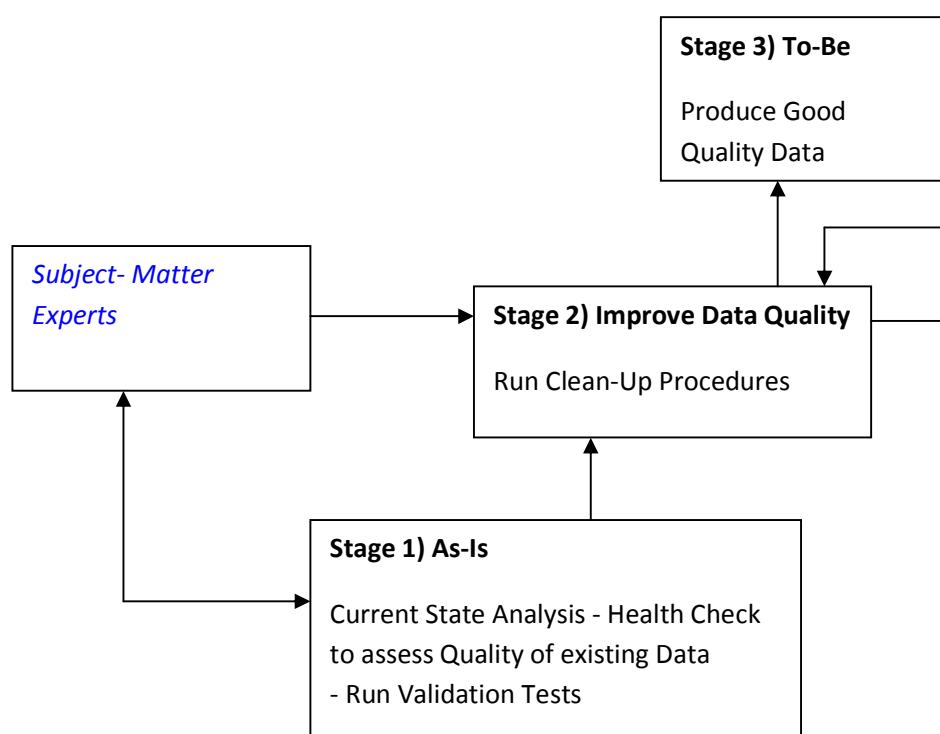 Stage 3) To-Be
Produce Good
Quality Data
Subject- Matter
Experts
Stage 2) Improve Data Quality
Run Clean-Up Procedures
Stage 1) As-Is
Current State Analysis - Health Check
to assess Quality of existing Data
- Run Validation Tests